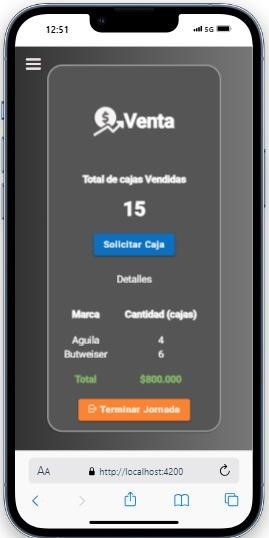 12:51
5G
Venta
Total de cajas Vendidas
15
Solicitar Caja
Detalles
Marca Cantidad (cajas)
Aguila 4
Butweiser 6
Total $800.000
Terminar Jornada
AA http://localhost:4200